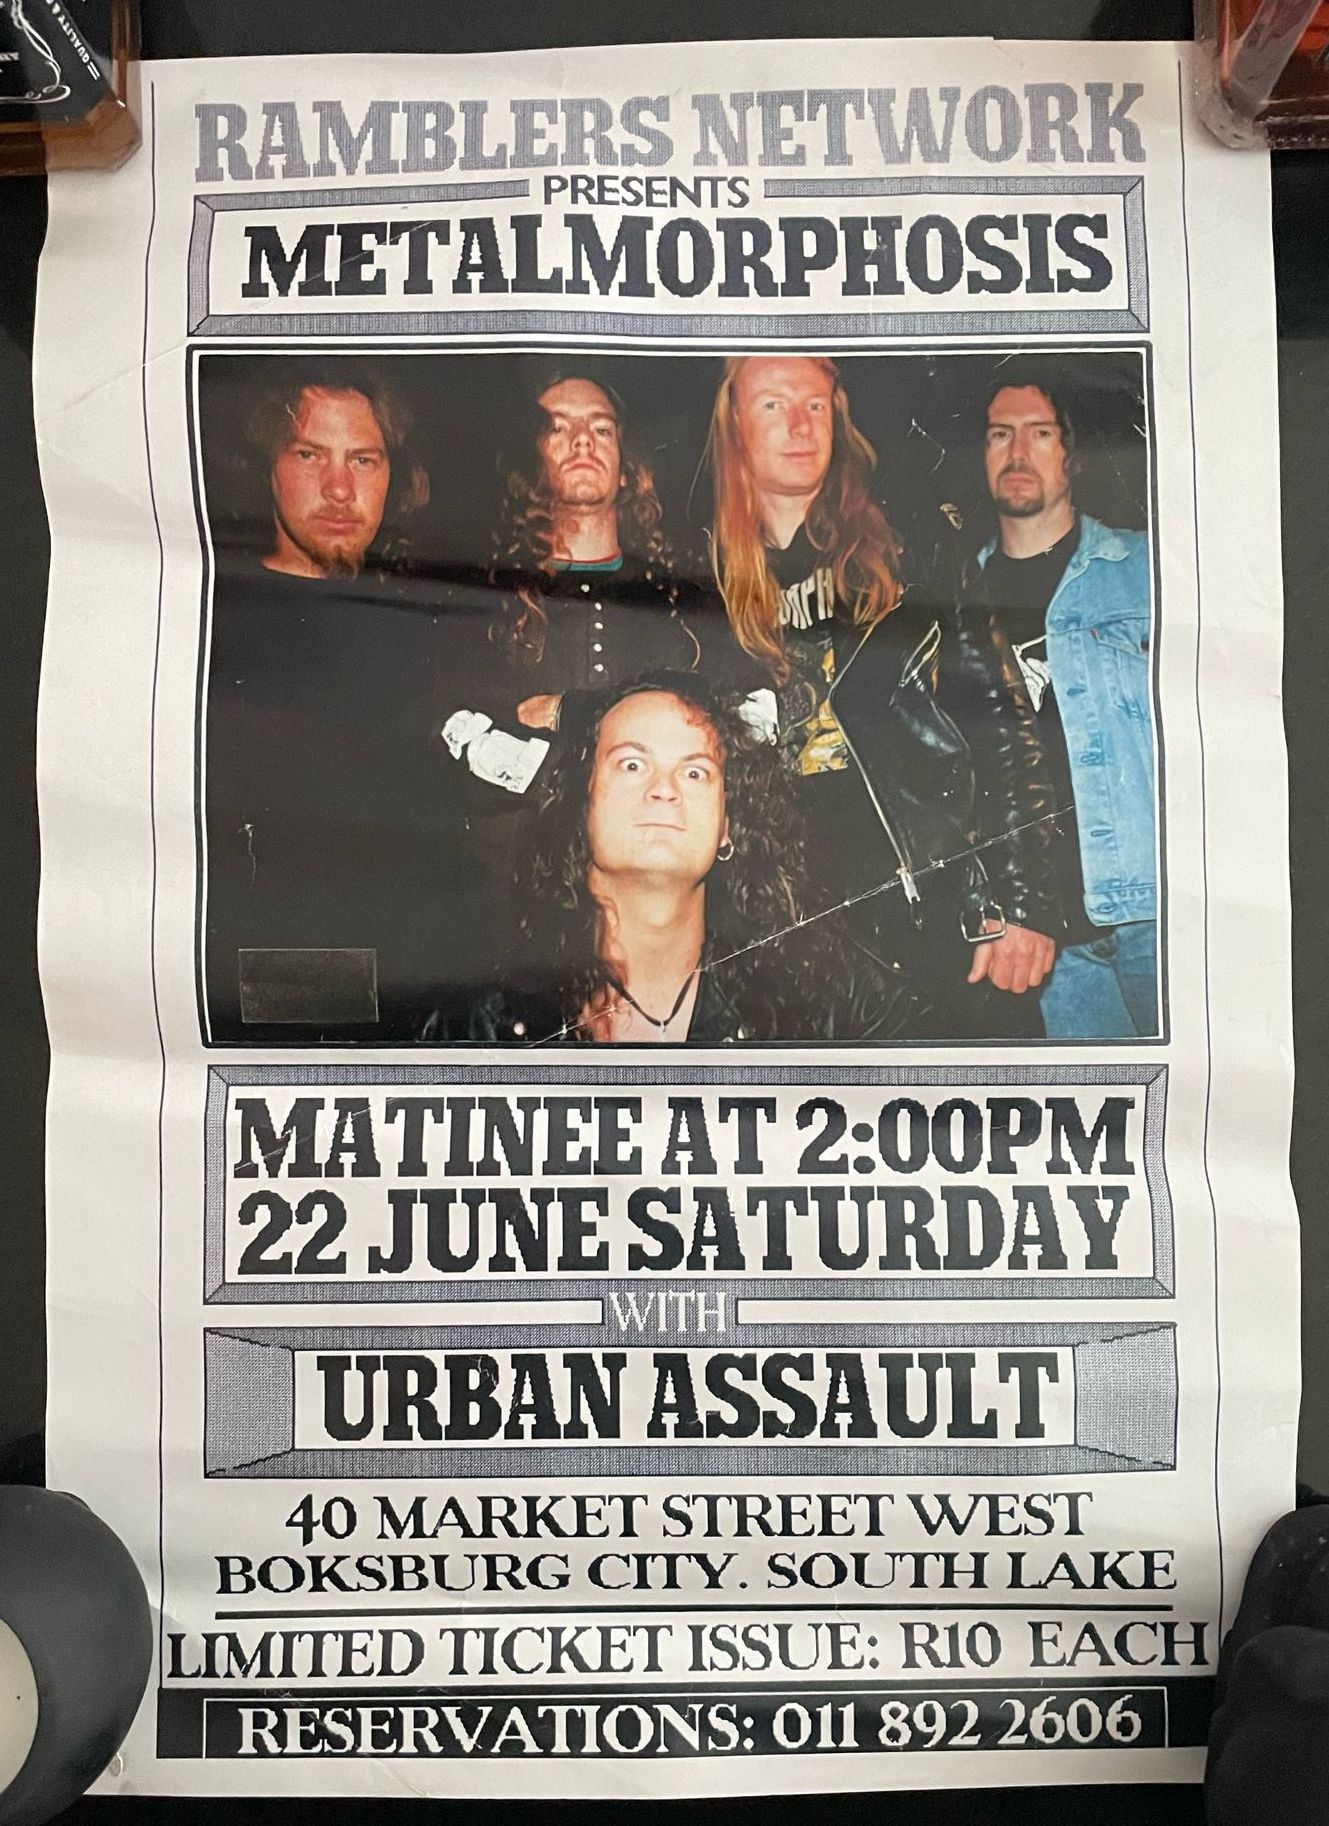 QUALITY &
RAMBLERS NETWORK
PRESENTS
METALMORPHOSIS
MATINEE AT 2:00PM
22 JUNE SATURDAY
WITH
URBAN ASSAULT
40 MARKET STREET WEST
BOKSBURG CITY. SOUTH LAKE
LIMITED TICKET ISSUE: R10 EACH
RESERVATIONS: 011 892 2606